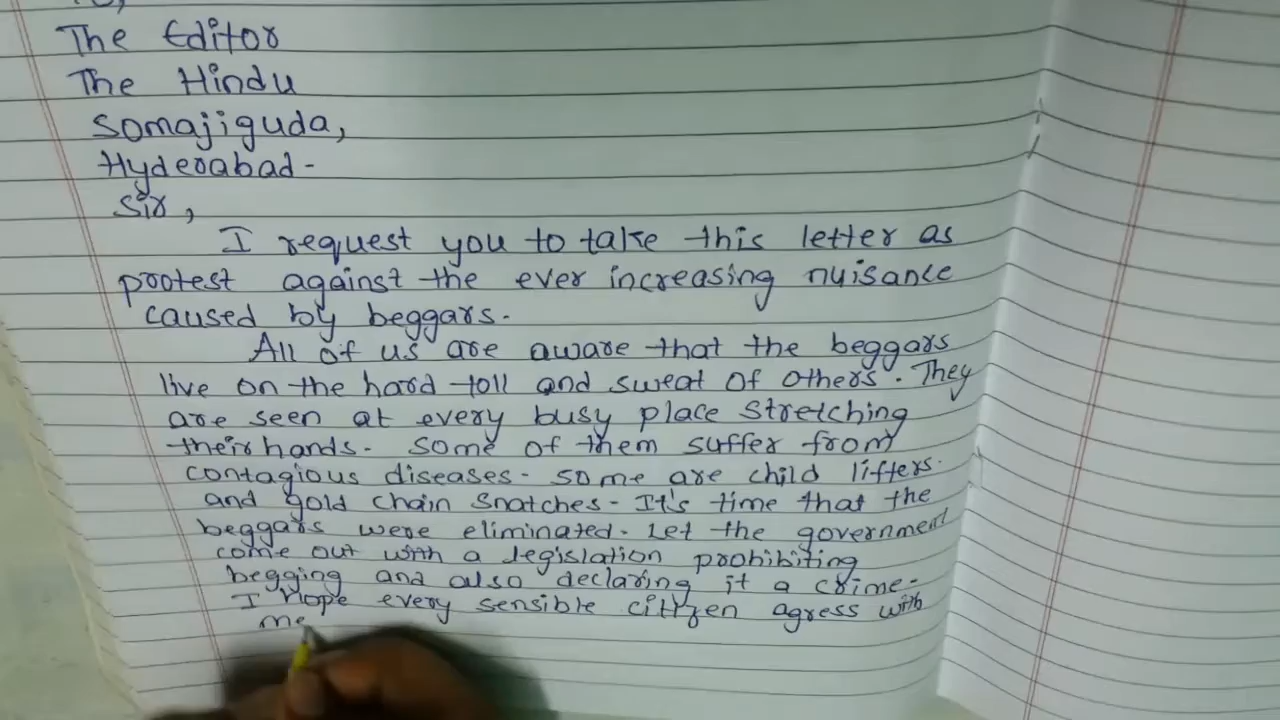 To,
The Editor
The Hindu
Somajiguda,
Hyderabad-
Sir,
I request you to take this letter as
protest against the ever increasing nuisance
caused by beggars.
All of us are aware that the beggars
live on the hard toll and sweat of others. They
are seen at every busy place stretching
their hands. Some of them suffer from
contagious diseases. Some are child lifters.
and gold chain snatches. It's time that the
beggars were eliminated. Let the government
come out with a legislation prohibiting
begging and also declaring it a crime.
I hope every sensible citizen agress with
me